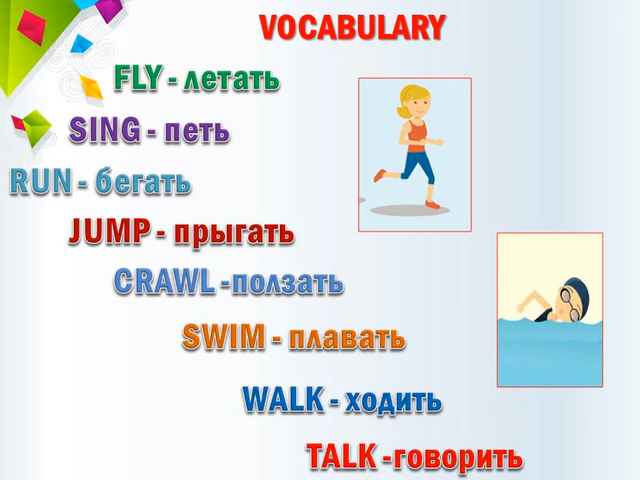 VOCABULARY
FLY - летать
SING - петь
RUN - бегать
JUMP - прыгать
CRAWL -ползать
SWIM - плавать
WALK - ходить
TALK -говорить